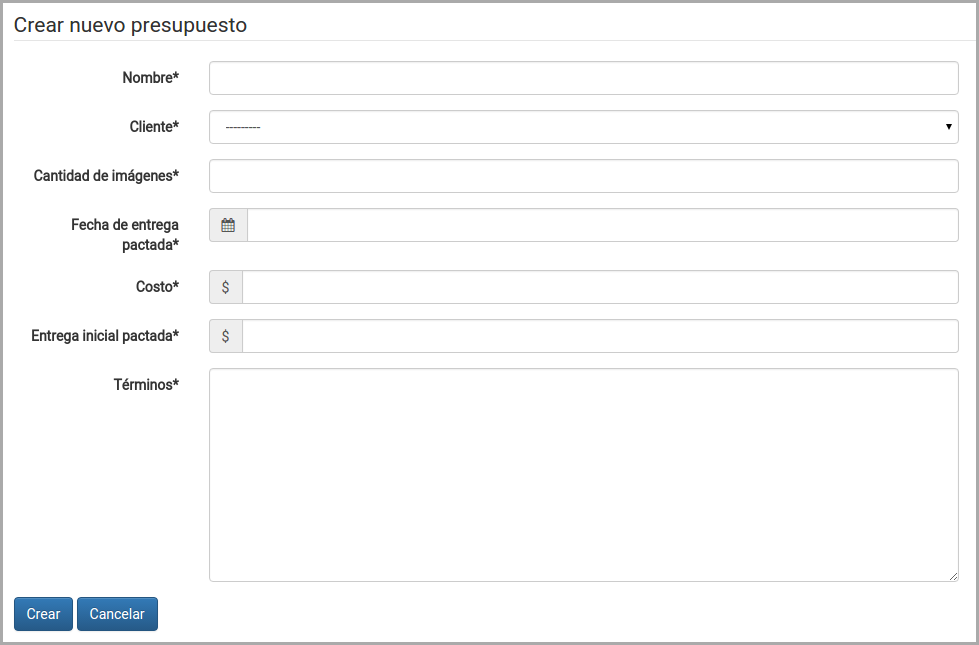 Crear nuevo presupuesto
Nombre*
Cliente* ---------
Cantidad de imágenes*
Fecha de entrega
pactada*
Costo* $
Entrega inicial pactada* $
Términos*
Crear Cancelar